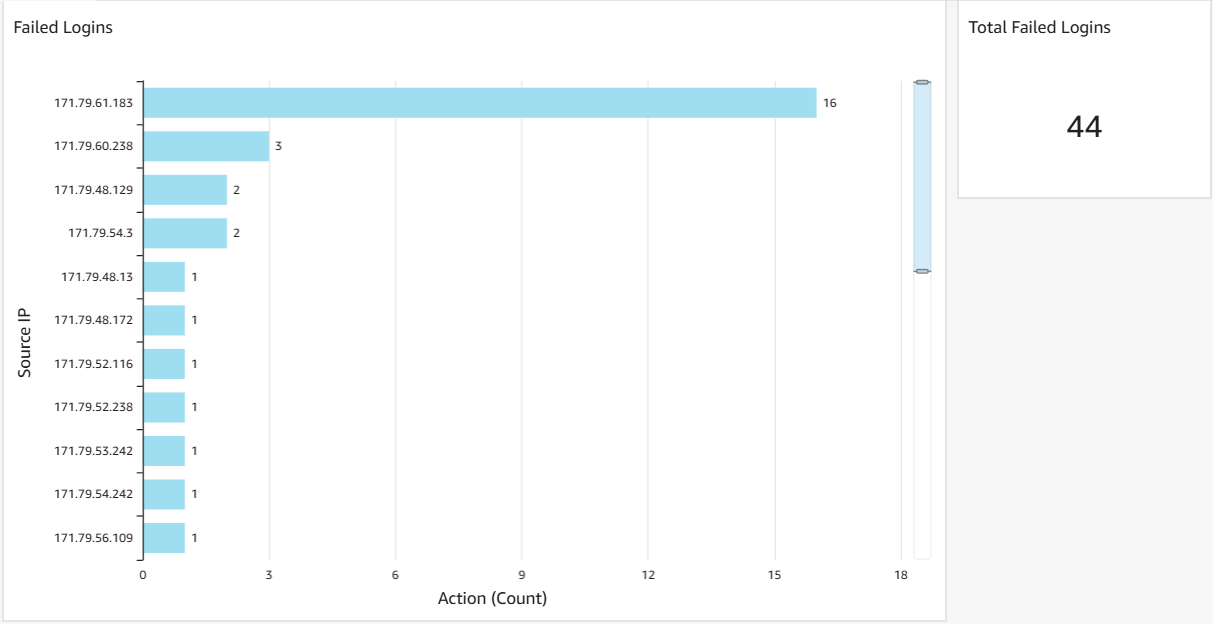 Failed Logins
Total Failed Logins
44
Source IP
171.79.61.183 16
171.79.60.238 3
171.79.48.129 2
171.79.54.3 2
171.79.48.13 1
171.79.48.172 1
171.79.52.116 1
171.79.52.238 1
171.79.53.242 1
171.79.54.242 1
171.79.56.109 1
0 3 6 9 12 15 18
Action (Count)